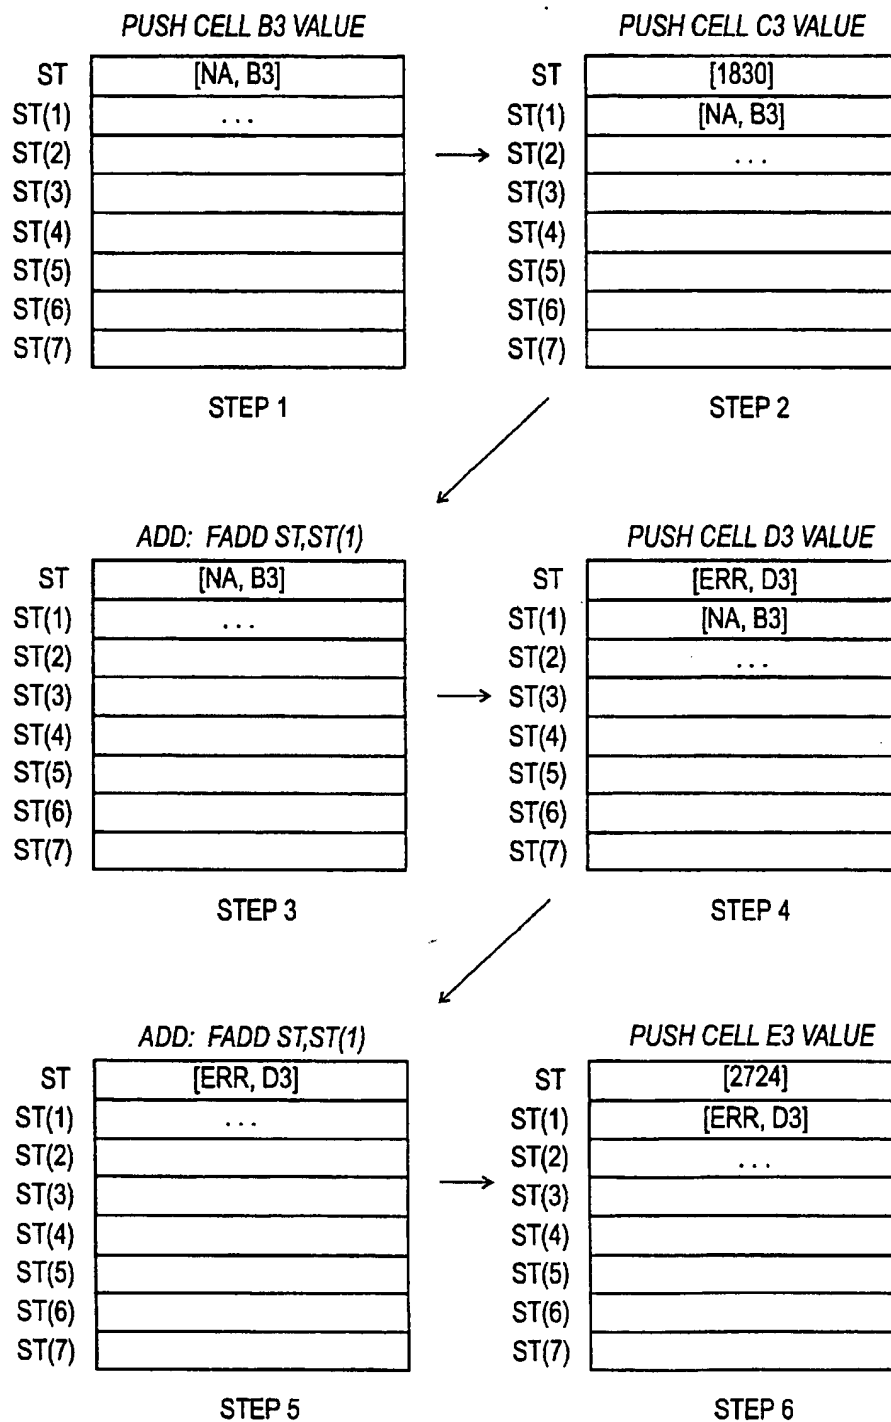 PUSH CELL B3 VALUE
ST [NA, B3]
ST(1) ...
ST(2)
ST(3)
ST(4)
ST(5)
ST(6)
ST(7)
STEP 1
PUSH CELL C3 VALUE
ST [1830]
ST(1) [NA, B3]
ST(2) ...
ST(3)
ST(4)
ST(5)
ST(6)
ST(7)
STEP 2
ADD: FADD ST,ST(1)
ST [NA, B3]
ST(1) ...
ST(2)
ST(3)
ST(4)
ST(5)
ST(6)
ST(7)
STEP 3
PUSH CELL D3 VALUE
ST [ERR, D3]
ST(1) [NA, B3]
ST(2) ...
ST(3)
ST(4)
ST(5)
ST(6)
ST(7)
STEP 4
ADD: FADD ST,ST(1)
ST [ERR, D3]
ST(1) ...
ST(2)
ST(3)
ST(4)
ST(5)
ST(6)
ST(7)
STEP 5
PUSH CELL E3 VALUE
ST [2724]
ST(1) [ERR, D3]
ST(2) ...
ST(3)
ST(4)
ST(5)
ST(6)
ST(7)
STEP 6